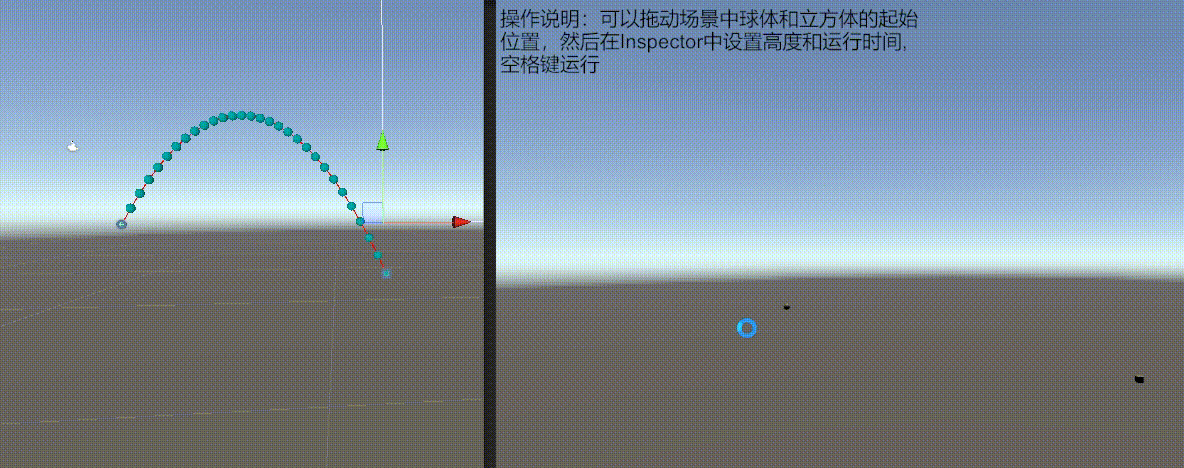 操作说明：可以拖动场景中球体和立方体的起始
位置，然后在Inspector中设置高度和运行时间,
空格键运行